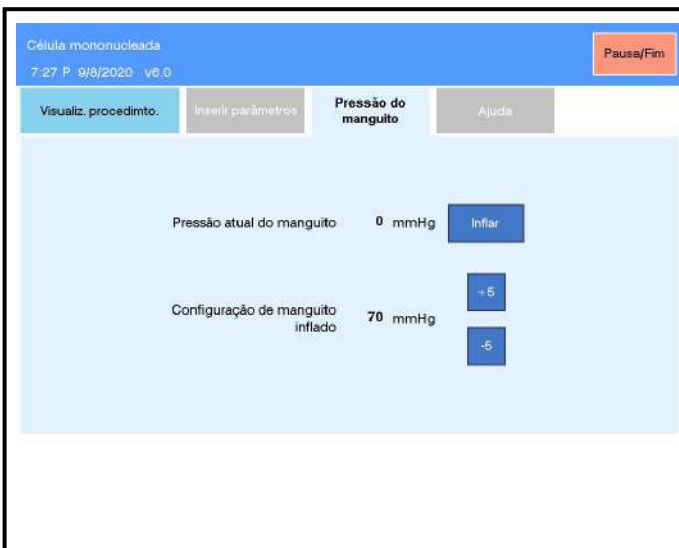 Célula mononucleada
7:27 P 9/8/2020 v6.0
Pausa/Fim
Visualiz. procedimto.
Inserir parâmetros
Pressão do
manguito
Ajuda
Pressão atual do manguito 0 mmHg Inflar
+5
Configuração de manguito
inflado
70 mmHg
-5